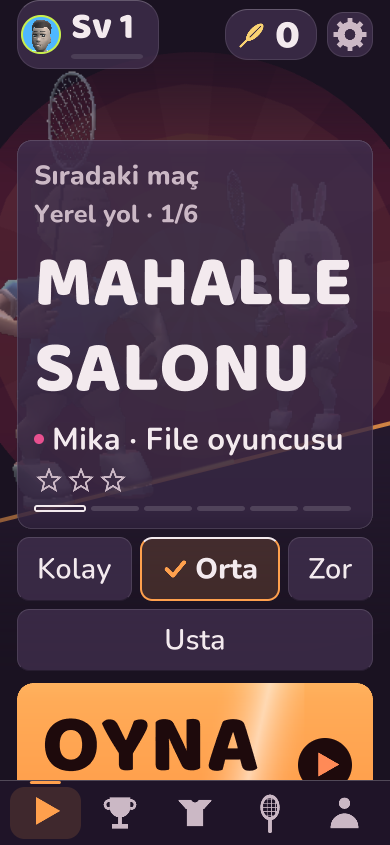 Sv 1
0
Sıradaki maç
Yerel yol · 1/6
MAHALLE
SALONU
Mika · File oyuncusu
Kolay
Orta
Zor
Usta
OYNA